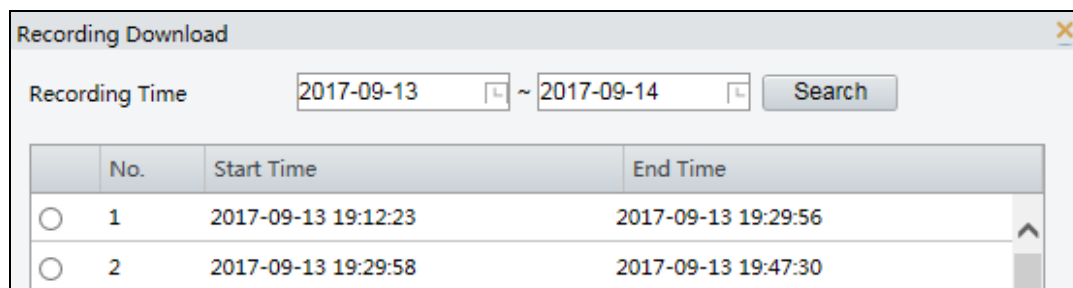 Recording Download
Recording Time 2017-09-13 ~ 2017-09-14 Search
No. Start Time End Time
1 2017-09-13 19:12:23 2017-09-13 19:29:56
2 2017-09-13 19:29:58 2017-09-13 19:47:30